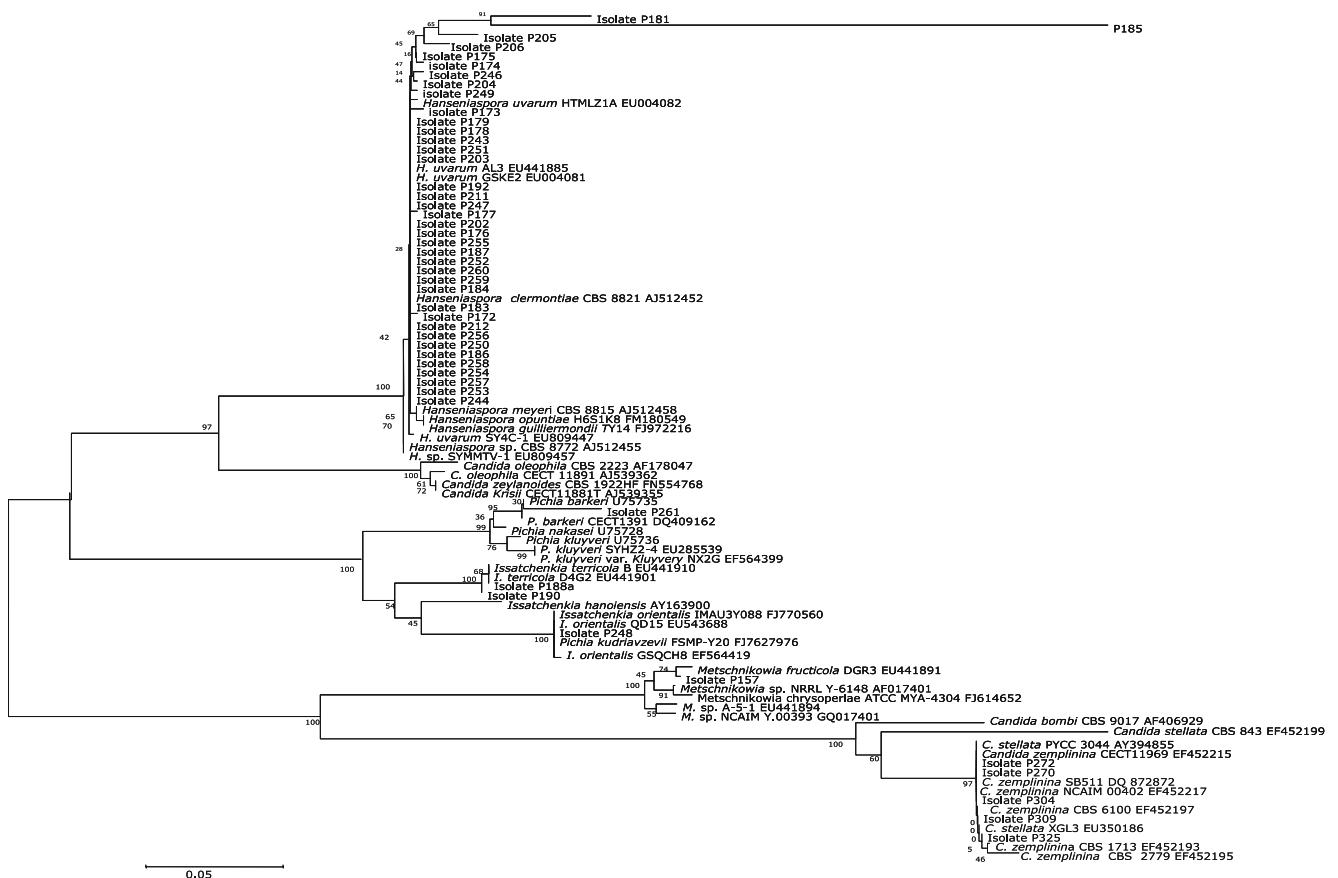 91
Isolate P181
65
P185
69
Isolate P205
45
Isolate P206
16
Isolate P175
47
isolate P174
14
Isolate P246
44
Isolate P204
isolate P249
Hanseniaspora uvarum HTMLZ1A EU004082
isolate P173
Isolate P179
Isolate P178
Isolate P243
Isolate P251
Isolate P203
H. uvarum AL3 EU441885
H. uvarum GSKE2 EU004081
Isolate P192
Isolate P211
Isolate P247
Isolate P177
Isolate P202
Isolate P176
Isolate P255
28
Isolate P187
Isolate P252
Isolate P260
Isolate P259
Isolate P184
Hanseniaspora clermontiae CBS 8821 AJ512452
Isolate P183
Isolate P172
Isolate P212
42
Isolate P256
Isolate P250
Isolate P186
Isolate P258
Isolate P254
Isolate P257
100
Isolate P253
Isolate P244
Hanseniaspora meyeri CBS 8815 AJ512458
65
Hanseniaspora opuntiae H6S1K8 FM180549
70
Hanseniaspora guilliermondii TY14 FJ972216
97
H. uvarum SY4C-1 EU809447
Hanseniaspora sp. CBS 8772 AJ512455
H. sp. SYMMTV-1 EU809457
Candida oleophila CBS 2223 AF178047
100
C. oleophila CECT 11891 AJ539362
61
Candida zeylanoides CBS 1922HF FN554768
72
Candida Krisii CECT11881T AJ539355
30
Pichia barkeri U75735
95
Isolate P261
36
P. barkeri CECT1391 DQ409162
99
Pichia nakasei U75728
Pichia kluyveri U75736
76
P. kluyveri SYHZ2-4 EU285539
99
P. kluyveri var. Kluyvery NX2G EF564399
100
Issatchenkia terricola B EU441910
68
I. terricola D4G2 EU441901
100
Isolate P188a
Isolate P190
54
Issatchenkia hanoiensis AY163900
Issatchenkia orientalis IMAU3Y088 FJ770560
45
I. orientalis QD15 EU543688
Isolate P248
100
Pichia kudriavzevii FSMP-Y20 FJ7627976
I. orientalis GSQCH8 EF564419
74
Metschnikowia fructicola DGR3 EU441891
45
Isolate P157
100
Metschnikowia sp. NRRL Y-6148 AF017401
91
Metschnikowia chrysoperlae ATCC MYA-4304 FJ614652
M. sp. A-5-1 EU441894
55
M. sp. NCAIM Y.00393 GQ017401
100
Candida bombi CBS 9017 AF406929
Candida stellata CBS 843 EF452199
100
C. stellata PYCC 3044 AY394855
60
Candida zemplinina CECT11969 EF452215
Isolate P272
Isolate P270
97
C. zemplinina SB511 DQ 872872
C. zemplinina NCAIM 00402 EF452217
Isolate P304
C. zemplinina CBS 6100 EF452197
0
Isolate P309
0
C. stellata XGL3 EU350186
0
Isolate P325
5
C. zemplinina CBS 1713 EF452193
46
C. zemplinina CBS 2779 EF452195
0.05